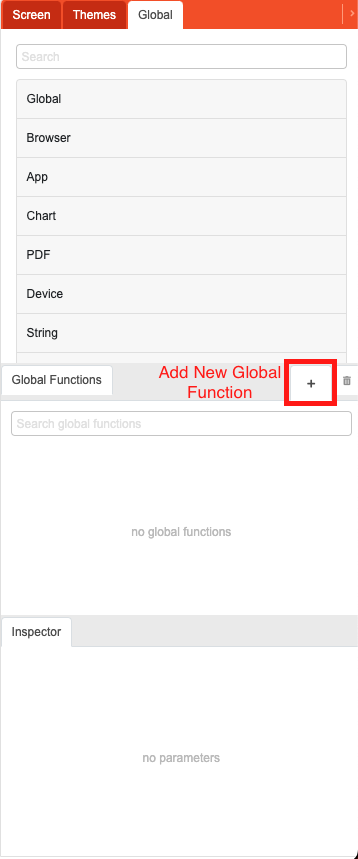 Screen Themes Global
Search
Global
Browser
App
Chart
PDF
Device
String
Global Functions
Add New Global
Function
+
Search global functions
no global functions
Inspector
no parameters